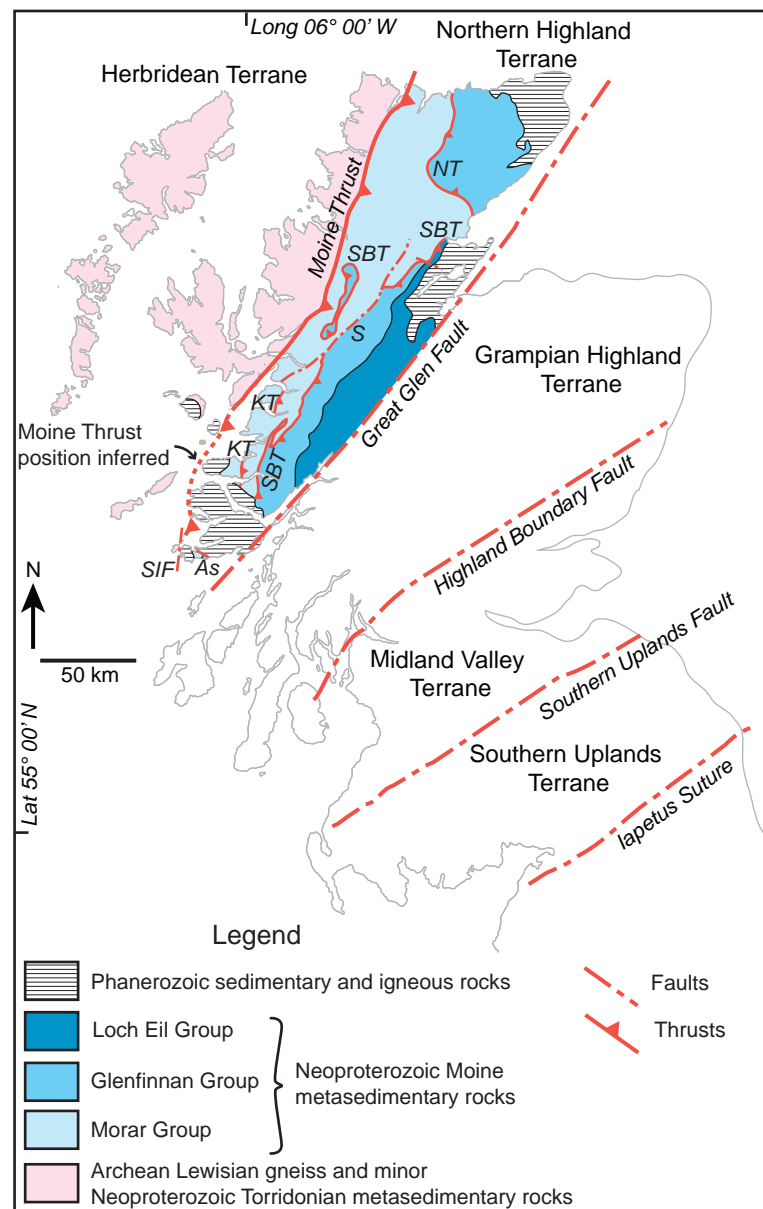 Long 06° 00' W
Northern Highland
Terrane
Herbridean Terrane
Moine Thrust
NT
SBT
SBT
S
Great Glen Fault
Grampian Highland
Terrane
KT
Moine Thrust
position inferred
KT
SBT
Highland Boundary Fault
SIF
As
N
50 km
Midland Valley
Terrane
Southern Uplands Fault
Lat 55° 00' N
Southern Uplands
Terrane
Iapetus Suture
Legend
Phanerozoic sedimentary and igneous rocks
Loch Eil Group
Glenfinnan Group
Morar Group
Neoproterozoic Moine
metasedimentary rocks
Archean Lewisian gneiss and minor
Neoproterozoic Torridonian metasedimentary rocks
Faults
Thrusts